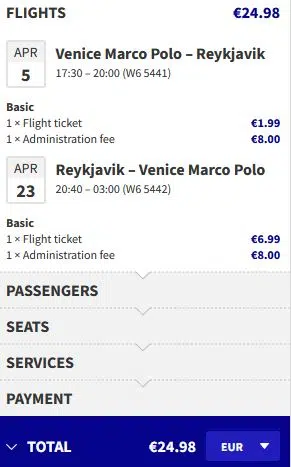 FLIGHTS €24.98
APR
5
Venice Marco Polo – Reykjavik
17:30 – 20:00 (W6 5441)
Basic
1 × Flight ticket €1.99
1 × Administration fee €8.00
APR
23
Reykjavik – Venice Marco Polo
20:40 – 03:00 (W6 5442)
Basic
1 × Flight ticket €6.99
1 × Administration fee €8.00
PASSENGERS
SEATS
SERVICES
PAYMENT
TOTAL €24.98 EUR